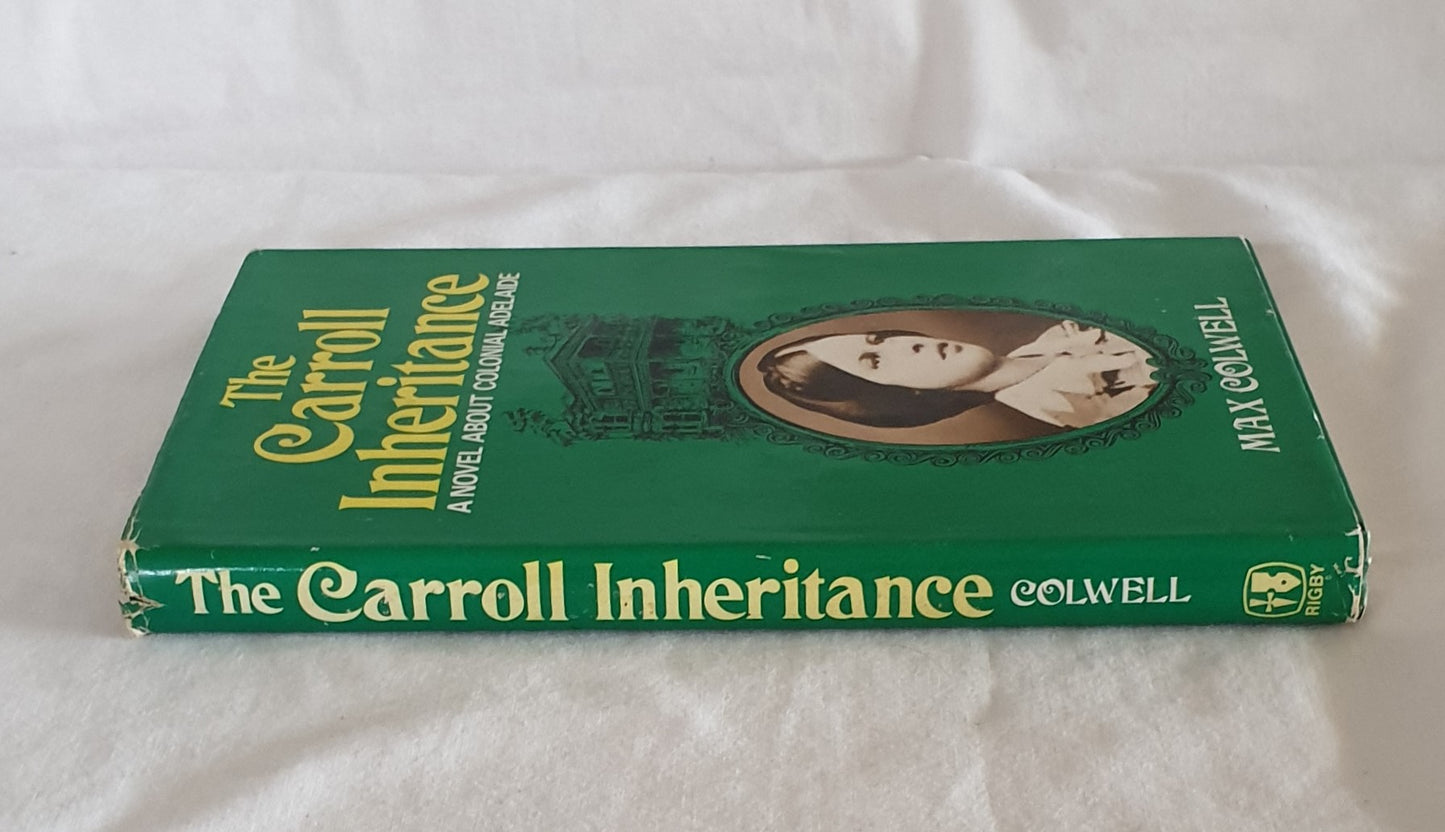 The
Carroll
Inheritance
A NOVEL ABOUT COLONIAL ADELAIDE
MAX COLWELL
The Carroll Inheritance COLWELL
RIGBY